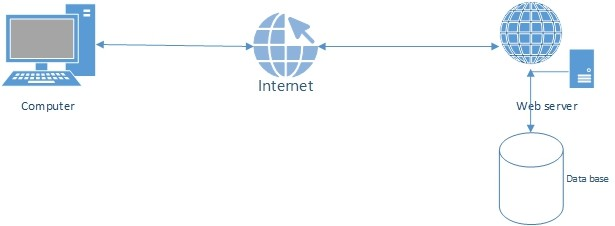 Internet
Computer
Web server
Data base